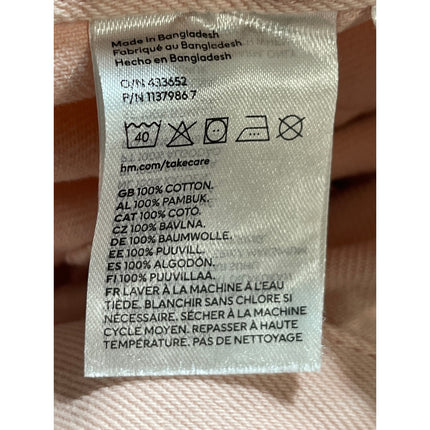 Made in Bangladesh
Fabriqué au Bangladesh
Hecho en Bangladesh
O/N 433652
P/N 1137986 7
40
hm.com/takecare
GB 100% COTTON.
AL 100% PAMBUK.
CAT 100% COTÓ.
CZ 100% BAVLNA.
DE 100% BAUMWOLLE.
EE 100% PUUVILL.
ES 100% ALGODÓN.
FI 100% PUUVILLAA.
FR LAVER À LA MACHINE À L'EAU
TIÈDE. BLANCHIR SANS CHLORE SI
NÉCESSAIRE. SÉCHER À LA MACHINE
CYCLE MOYEN. REPASSER À HAUTE
TEMPÉRATURE. PAS DE NETTOYAGE